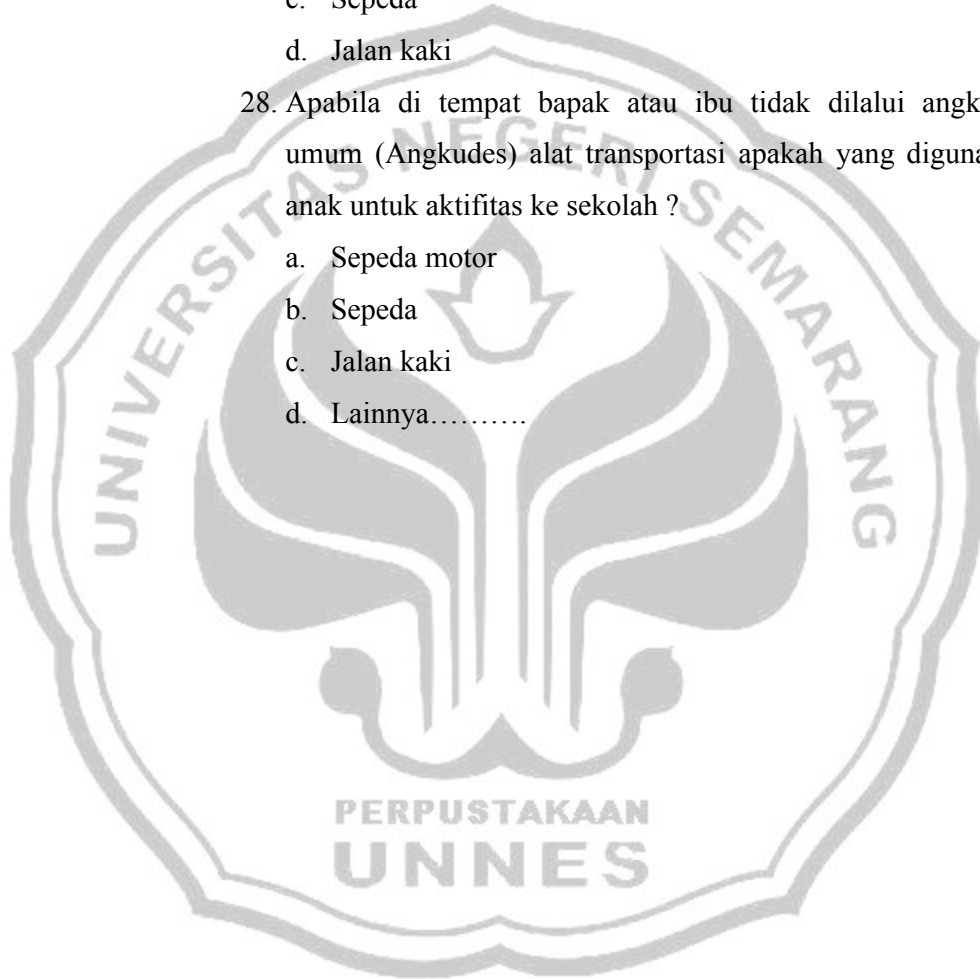 c. Sepeda
d. Jalan kaki
28. Apabila di tempat bapak atau ibu tidak dilalui angk
umum (Angkudes) alat transportasi apakah yang diguna
anak untuk aktifitas ke sekolah ?
a. Sepeda motor
b. Sepeda
c. Jalan kaki
d. Lainnya……….
UNIVERSITAS NEGERI SEMARANG
PERPUSTAKAAN
UNNES